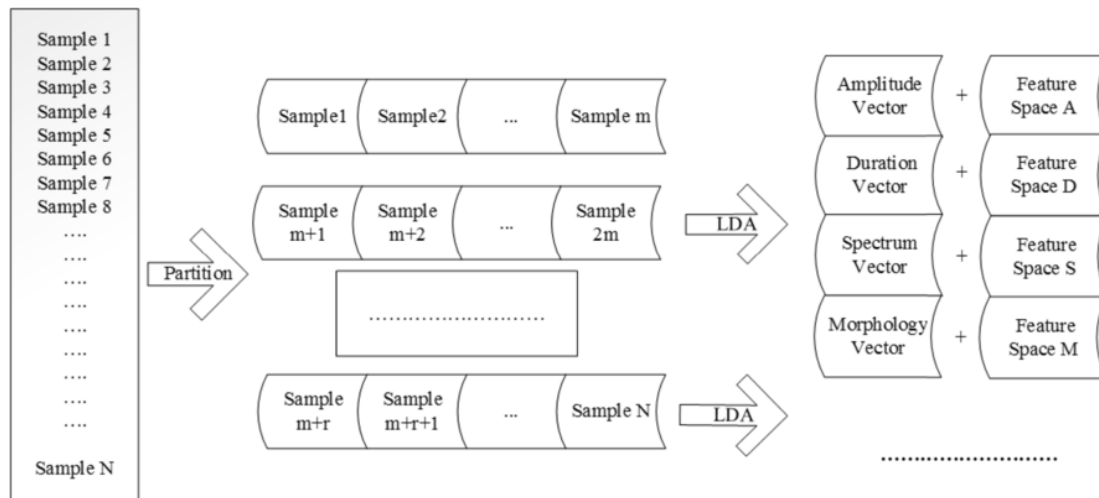 Sample 1
Sample 2
Sample 3
Sample 4
Sample 5
Sample 6
Sample 7
Sample 8
....
....
....
....
....
....
....
....
....
Sample N
Partition
Sample1
Sample2
...
Sample m
Sample
m+1
Sample
m+2
...
Sample
2m
........................
Sample
m+r
Sample
m+r+1
...
Sample N
LDA
LDA
Amplitude
Vector
+
Feature
Space A
Duration
Vector
+
Feature
Space D
Spectrum
Vector
+
Feature
Space S
Morphology
Vector
+
Feature
Space M
........................